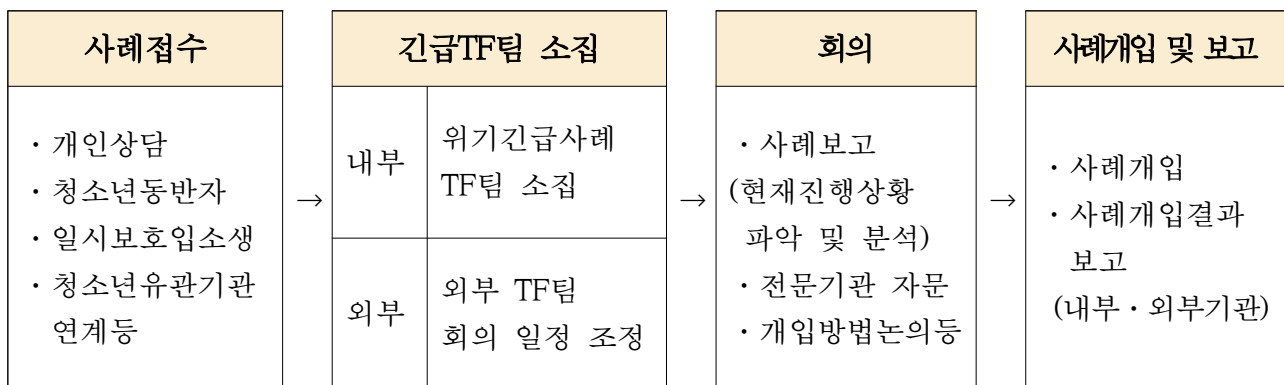 사례접수
・개인상담
・청소년동반자
・일시보호입소생
・청소년유관기관
연계등
→
긴급TF팀 소집
내부
위기긴급사례
TF팀 소집
외부
외부 TF팀
회의 일정 조정
→
회의
・사례보고
(현재진행상황
파악 및 분석)
・전문기관 자문
・개입방법논의등
→
사례개입 및 보고
・사례개입
・사례개입결과
보고
(내부・외부기관)